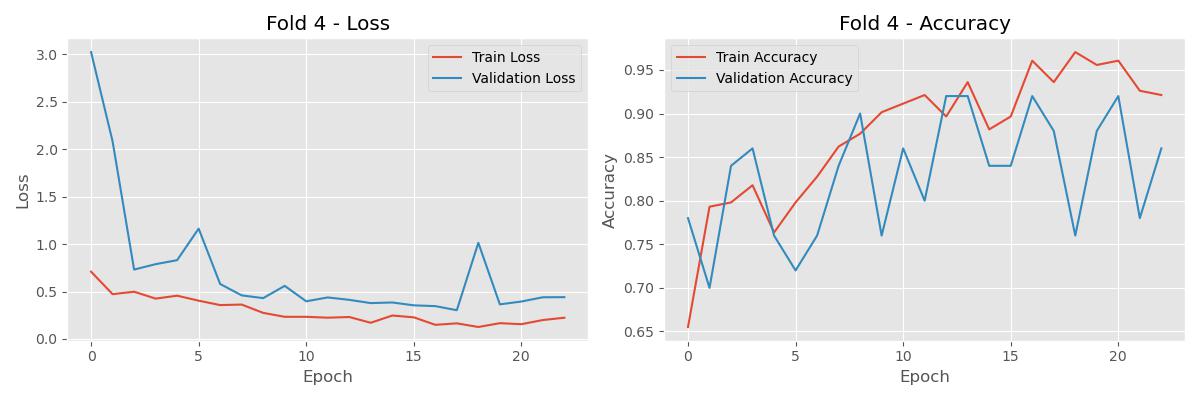 Fold 4 - Loss
Train Loss
Validation Loss
3.0
2.5
2.0
1.5
1.0
0.5
0.0
Loss
0 5 10 15 20
Epoch
Fold 4 - Accuracy
Train Accuracy
Validation Accuracy
0.95
0.90
0.85
0.80
0.75
0.70
0.65
Accuracy
0 5 10 15 20
Epoch